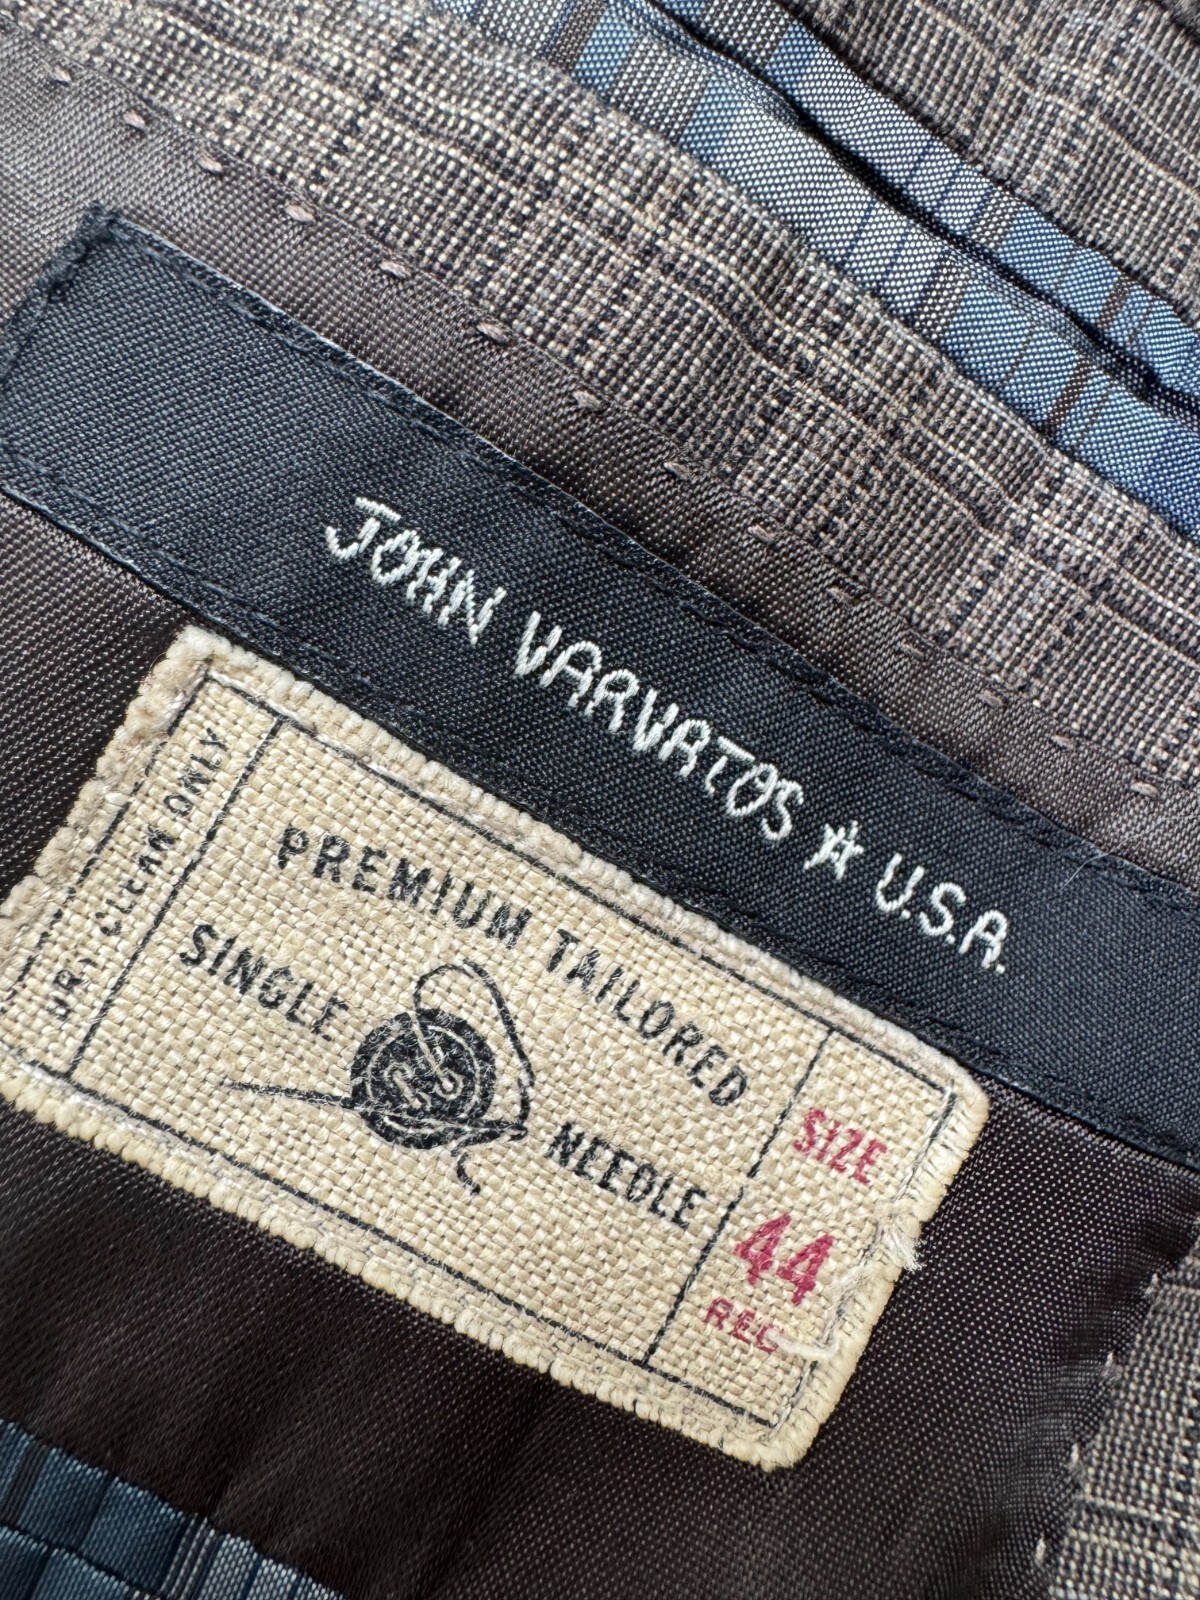 JOHN VARVATOS ★ U.S.A.
DRY CLEAN ONLY
PREMIUM TAILORED
SINGLE NEEDLE
SIZE
44
REG